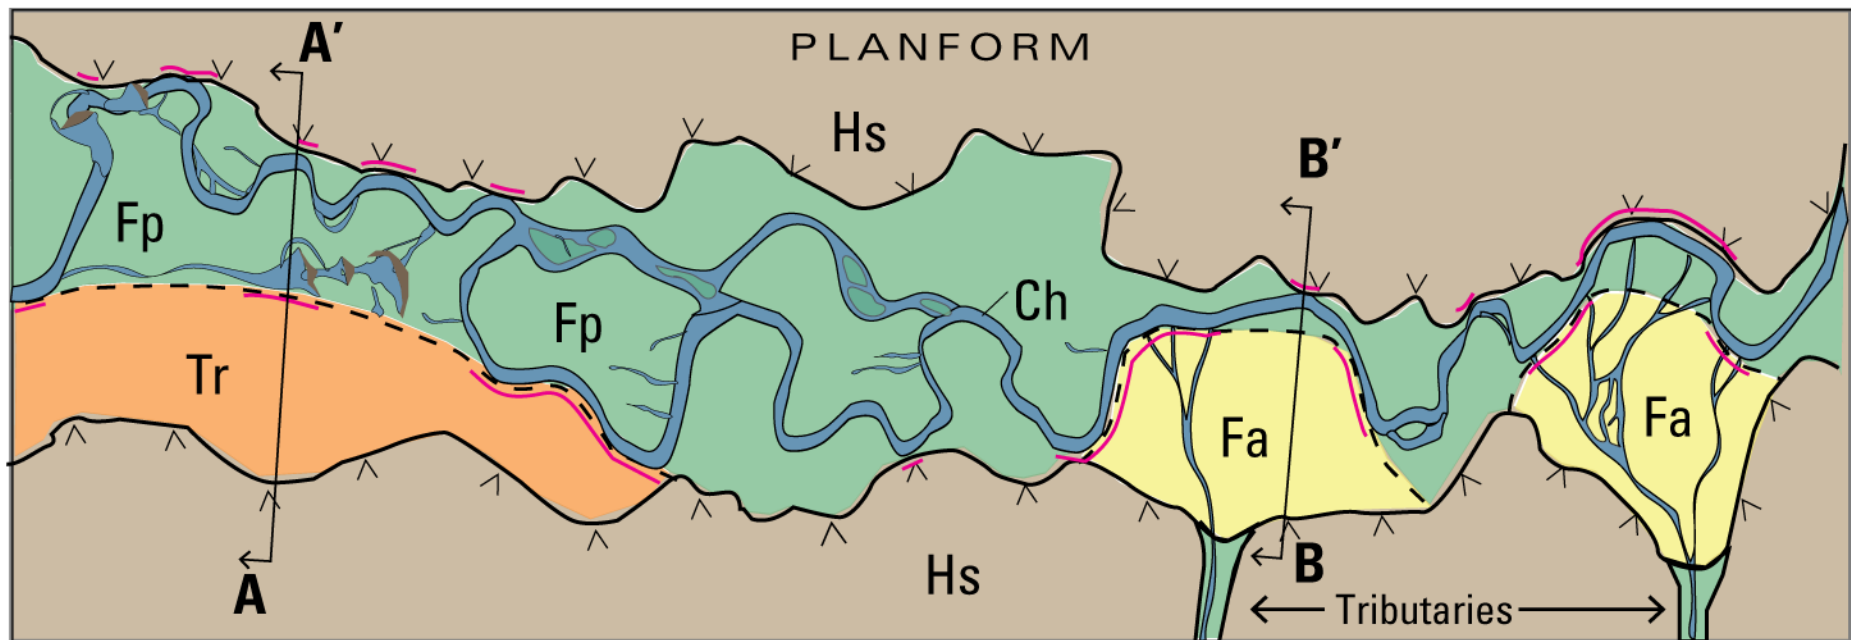 A′
PLANFORM
Hs
B′
Fp
Ch
Fp
Tr
Fa
Fa
A
Hs
B
Tributaries